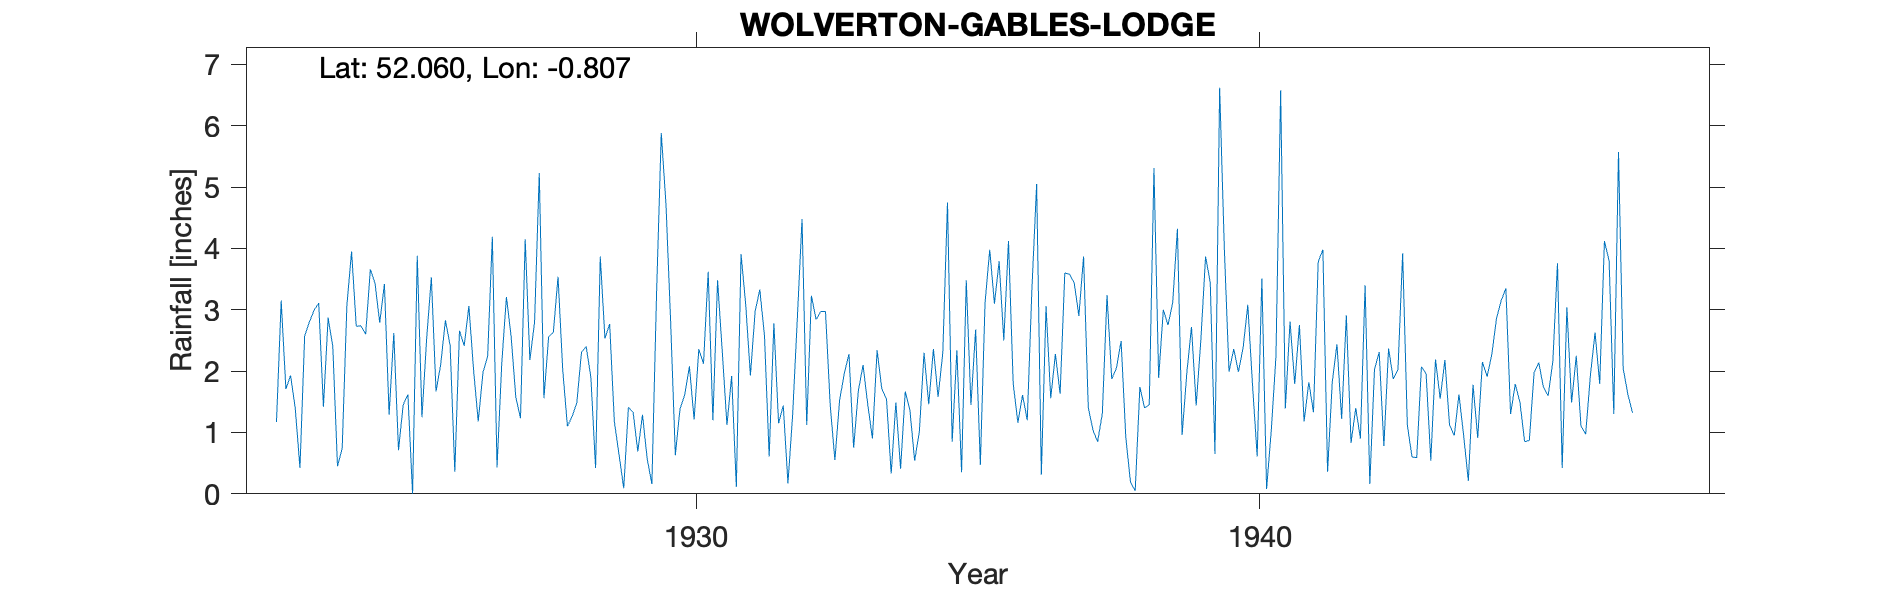 WOLVERTON-GABLES-LODGE
Lat: 52.060, Lon: -0.807
7
6
5
4
3
2
1
0
Rainfall [inches]
1930 1940
Year